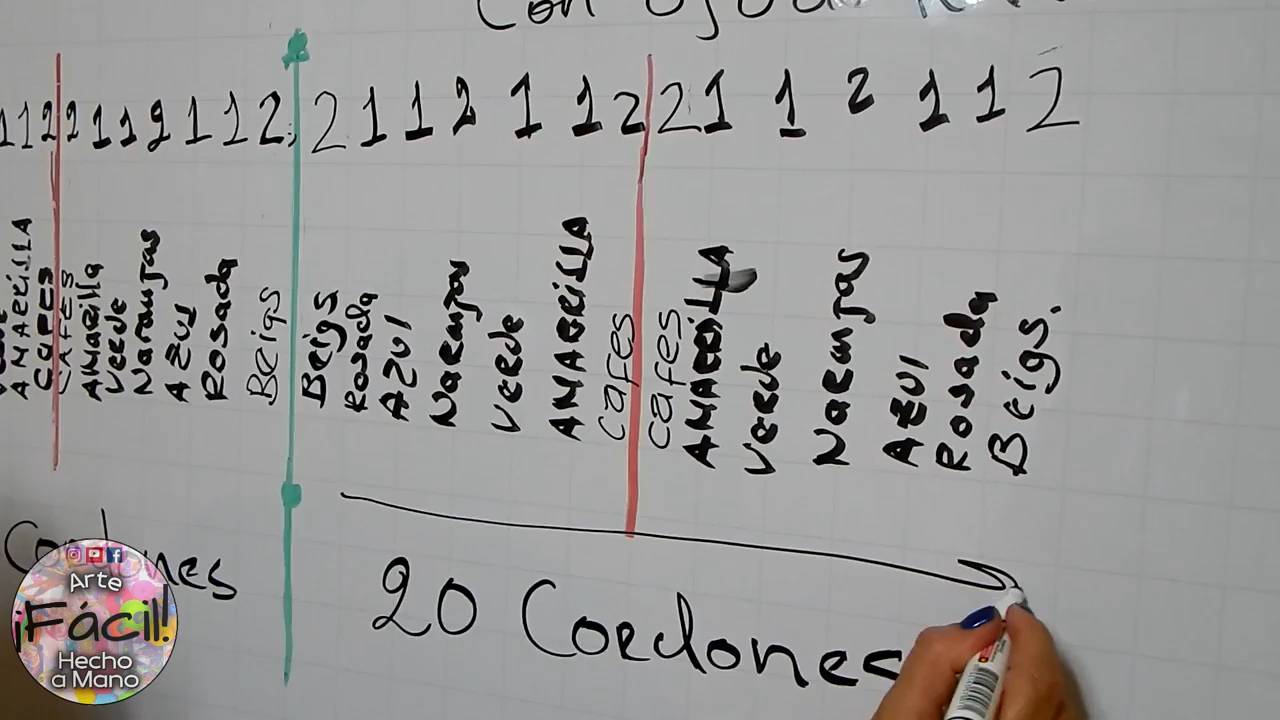 Con
1 1 2 2 1 1 2 1 1 2, 2 1 1 2 1 1 2 2 1 1 2 1 1 2
AMARILLA
CAFES
CAFES
AMARIlla
Verde
Naranjas
AZUl
Rosada
Beigs
Beigs
Rosada
AZUl
Naranjas
Verde
AMARILLA
Cafes
Cafes
AMARILLA
Verde
Naranjas
AZUl
Rosada
Beigs.
Cordones
20 Cordones
Arte
¡Fácil!
Hecho
a Mano